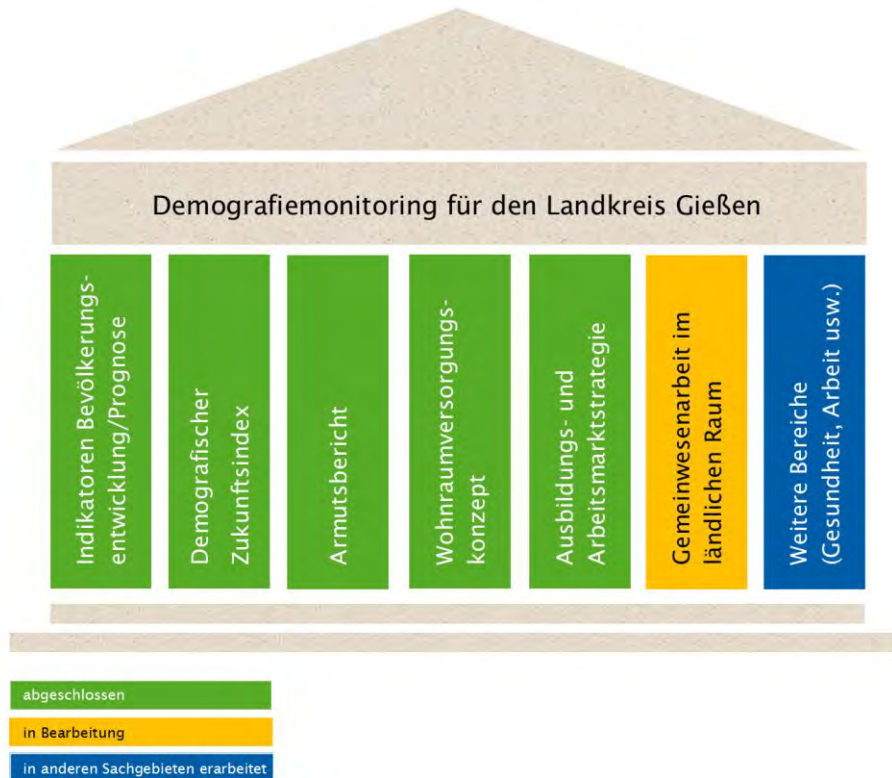 Demografiemonitoring für den Landkreis Gießen
Indikatoren Bevölkerungs-
entwicklung/Prognose
Demografischer
Zukunftsindex
Armutsbericht
Wohnraumversorgungs-
konzept
Ausbildungs- und
Arbeitsmarktstrategie
Gemeinwesenarbeit im
ländlichen Raum
Weitere Bereiche
(Gesundheit, Arbeit usw.)
abgeschlossen
in Bearbeitung
in anderen Sachgebieten erarbeitet